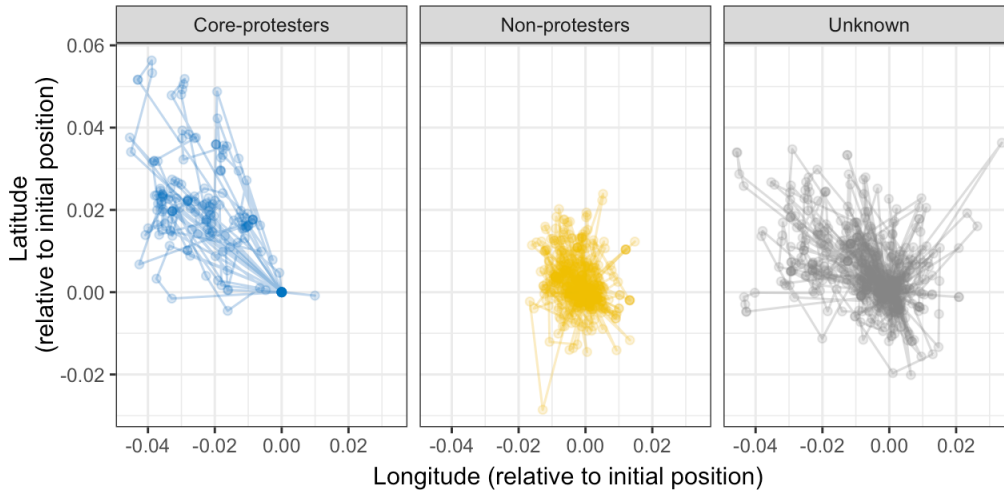 Core-protesters Non-protesters Unknown
0.06
0.04
0.02
0.00
-0.02
Latitude
(relative to initial position)
-0.04 -0.02 0.00 0.02 -0.04 -0.02 0.00 0.02 -0.04 -0.02 0.00 0.02
Longitude (relative to initial position)